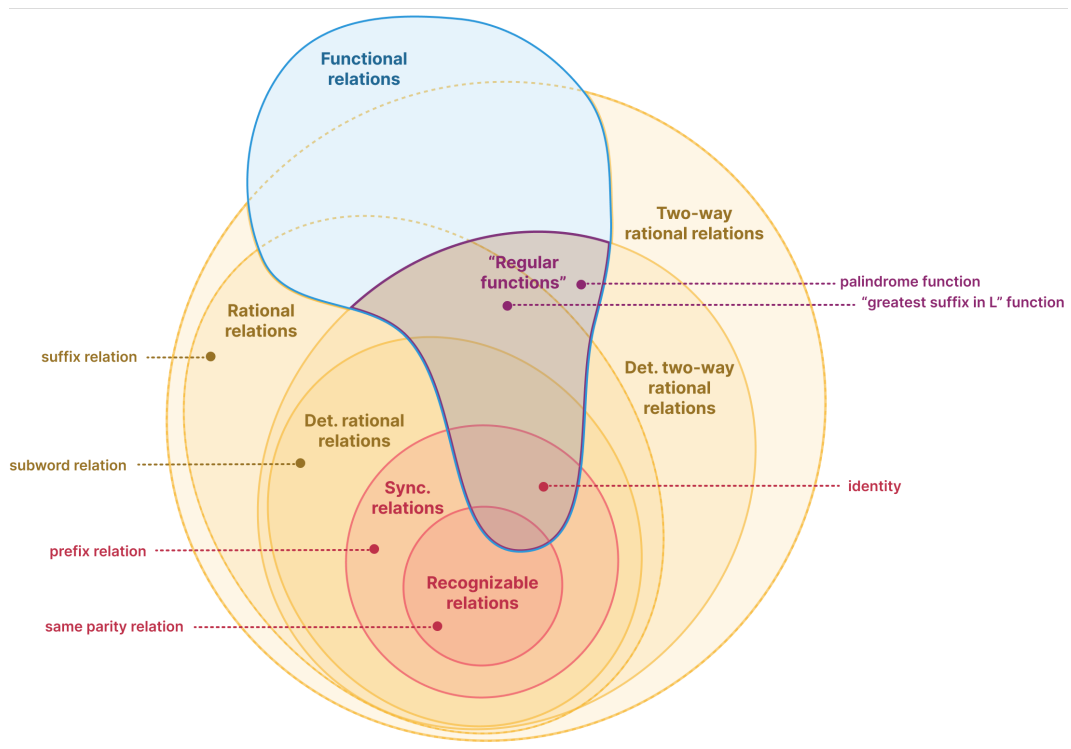 Functional
relations
Two-way
rational relations
“Regular
functions”
palindrome function
“greatest suffix in L” function
Rational
relations
suffix relation
Det. two-way
rational
relations
Det. rational
relations
subword relation
Sync.
relations
identity
prefix relation
Recognizable
relations
same parity relation